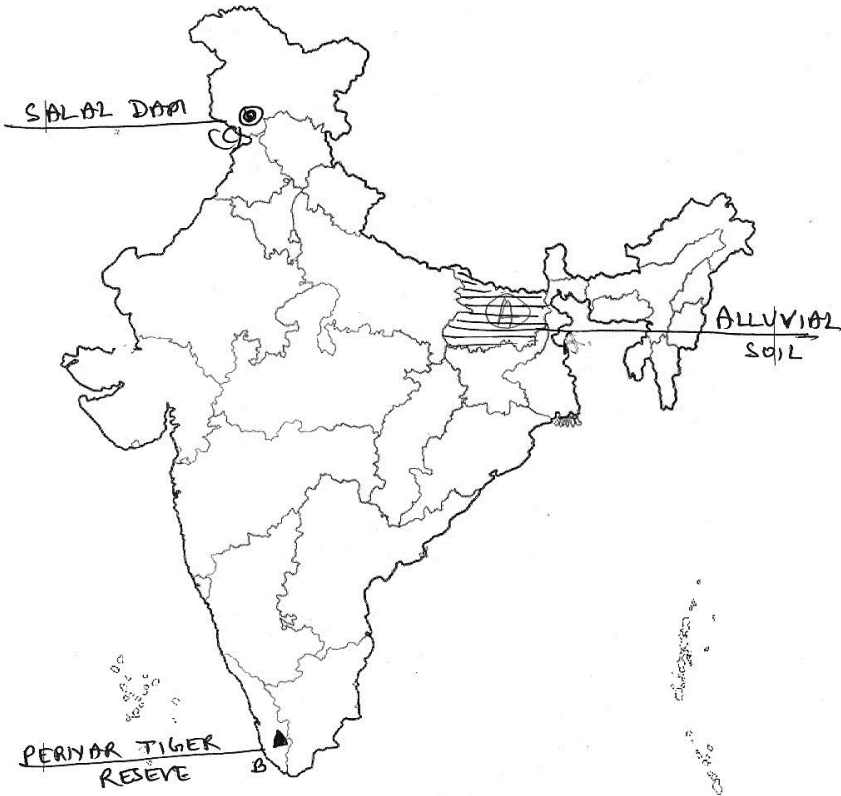 SALAL DAM
A
ALLUVIAL
SOIL
PERIYAR TIGER
RESEVE
B